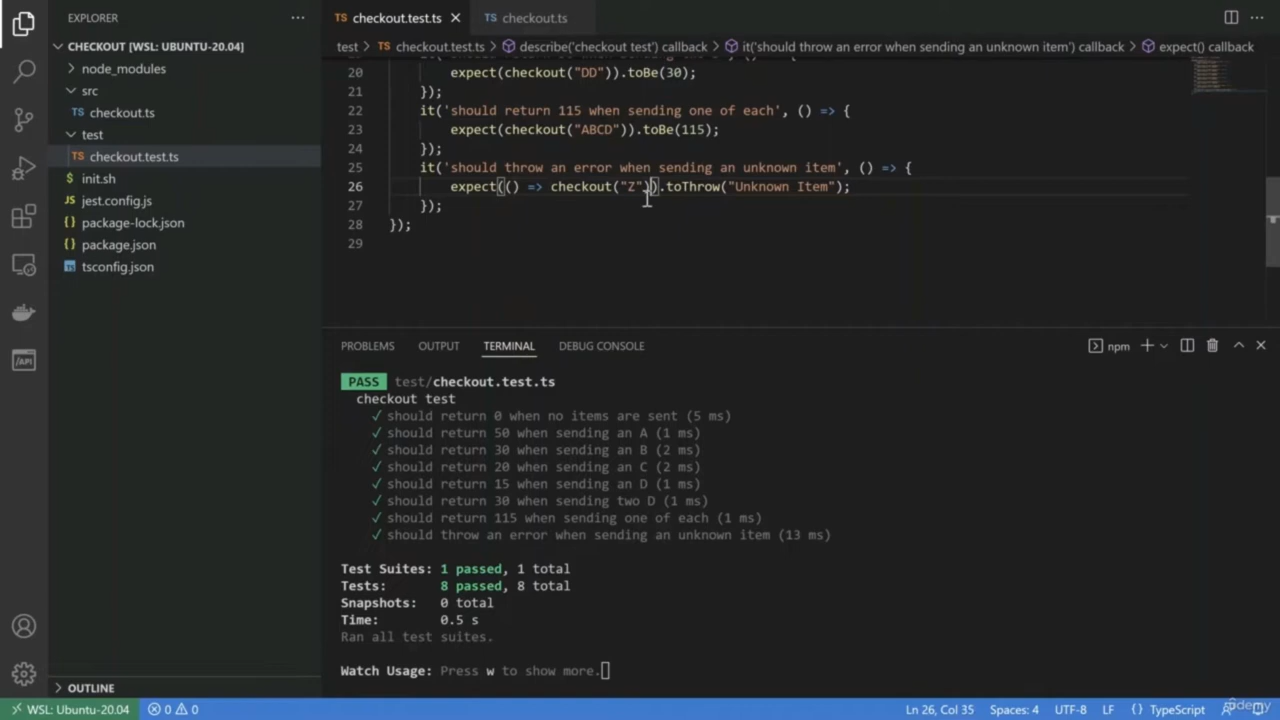 EXPLORER
CHECKOUT [WSL: UBUNTU-20.04]
node_modules
src
TS checkout.ts
test
TS checkout.test.ts
init.sh
JS jest.config.js
{} package-lock.json
{} package.json
tsconfig.json
OUTLINE
TS checkout.test.ts
TS checkout.ts
test > TS checkout.test.ts > describe('checkout test') callback > it('should throw an error when sending an unknown item') callback > expect() callback
20 expect(checkout("DD")).toBe(30);
21 });
22 it('should return 115 when sending one of each', () => {
23 expect(checkout("ABCD")).toBe(115);
24 });
25 it('should throw an error when sending an unknown item', () => {
26 expect(() => checkout("Z")).toThrow("Unknown Item");
27 });
28 });
29
PROBLEMS OUTPUT TERMINAL DEBUG CONSOLE
npm
PASS test/checkout.test.ts
checkout test
✓ should return 0 when no items are sent (5 ms)
✓ should return 50 when sending an A (1 ms)
✓ should return 30 when sending an B (2 ms)
✓ should return 20 when sending an C (2 ms)
✓ should return 15 when sending an D (1 ms)
✓ should return 30 when sending two D (1 ms)
✓ should return 115 when sending one of each (1 ms)
✓ should throw an error when sending an unknown item (13 ms)
Test Suites: 1 passed, 1 total
Tests: 8 passed, 8 total
Snapshots: 0 total
Time: 0.5 s
Ran all test suites.
Watch Usage: Press w to show more.
/API
WSL: Ubuntu-20.04 0 0 Ln 26, Col 35 Spaces: 4 UTF-8 LF {} TypeScript
ûdemy